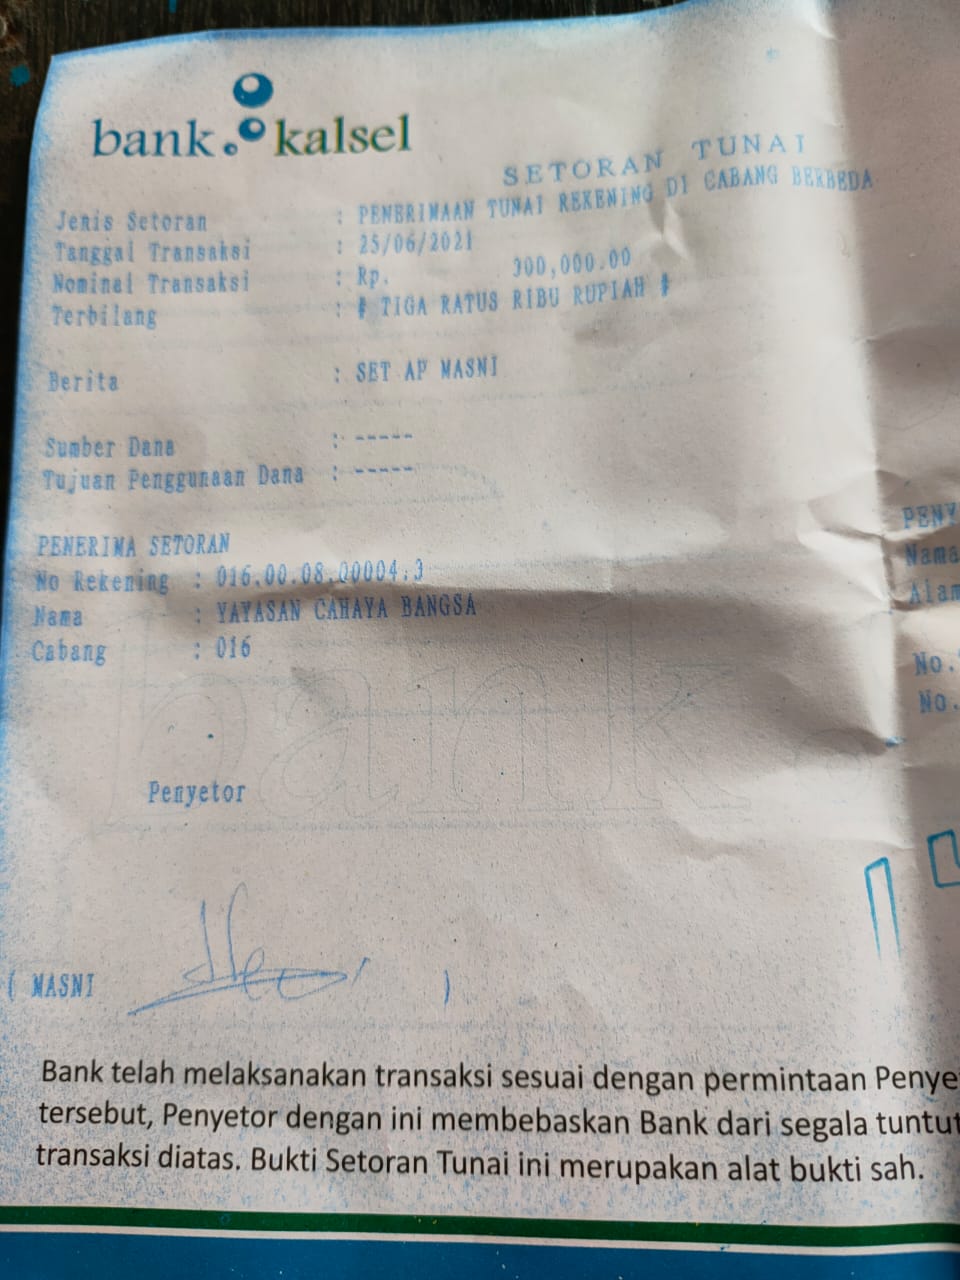 bank kalsel
SETORAN TUNAI
Jenis Setoran : PENERIMAAN TUNAI REKENING DI CABANG BERBEDA
Tanggal Transaksi : 25/06/2021
Nominal Transaksi : Rp. 300,000.00
Terbilang : # TIGA RATUS RIBU RUPIAH #
Berita : SET AP MASNI
Sumber Dana : -----
Tujuan Penggunaan Dana : -----
PENERIMA SETORAN
No Rekening : 016.00.08.00004.3
Nama : YAYASAN CAHAYA BANGSA
Cabang : 016
PENY
Nama
Alam
No.
No.
bank.
Penyetor
( MASNI )
Bank telah melaksanakan transaksi sesuai dengan permintaan Penye
tersebut, Penyetor dengan ini membebaskan Bank dari segala tuntut
transaksi diatas. Bukti Setoran Tunai ini merupakan alat bukti sah.